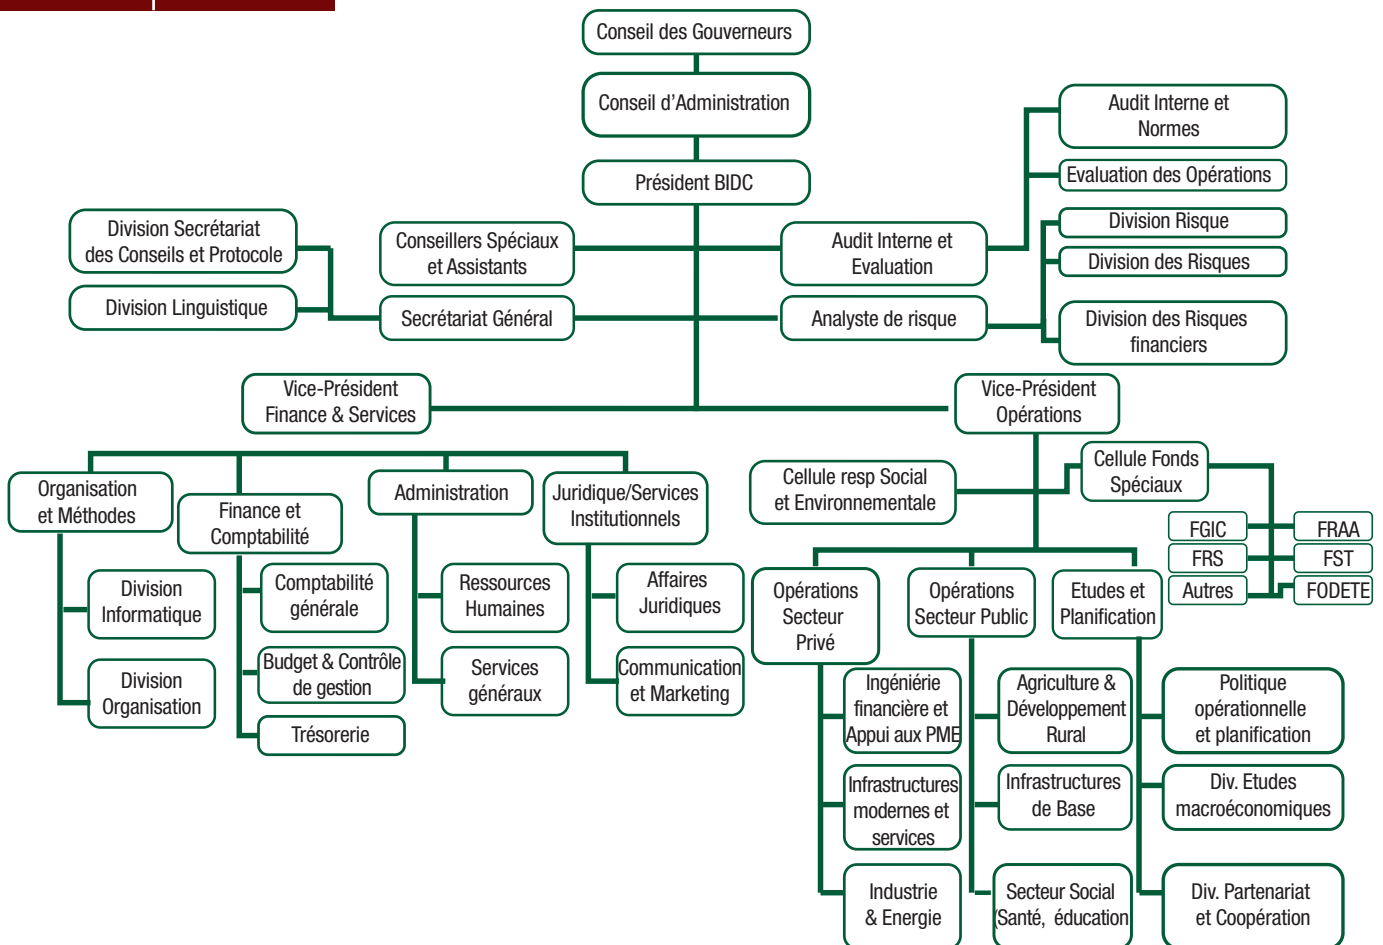 Conseil des Gouverneurs
Conseil d’Administration
Président BIDC
Audit Interne et
Normes
Evaluation des Opérations
Division Risque
Division des Risques
Division des Risques
financiers
Division Secrétariat
des Conseils et Protocole
Division Linguistique
Conseillers Spéciaux
et Assistants
Secrétariat Général
Audit Interne et
Evaluation
Analyste de risque
Vice-Président
Finance & Services
Vice-Président
Opérations
Organisation
et Méthodes
Finance et
Comptabilité
Administration
Juridique/Services
Institutionnels
Division
Informatique
Division
Organisation
Comptabilité
générale
Budget & Contrôle
de gestion
Trésorerie
Ressources
Humaines
Services
généraux
Affaires
Juridiques
Communication
et Marketing
Cellule resp Social
et Environnementale
Cellule Fonds
Spéciaux
FGIC
FRAA
FRS
FST
Autres
FODETE
Opérations
Secteur
Privé
Opérations
Secteur Public
Etudes et
Planification
Ingéniérie
financière et
Appui aux PME
Infrastructures
modernes et
services
Industrie
& Energie
Agriculture &
Développement
Rural
Infrastructures
de Base
Secteur Social
(Santé, éducation
Politique
opérationnelle
et planification
Div. Etudes
macroéconomiques
Div. Partenariat
et Coopération